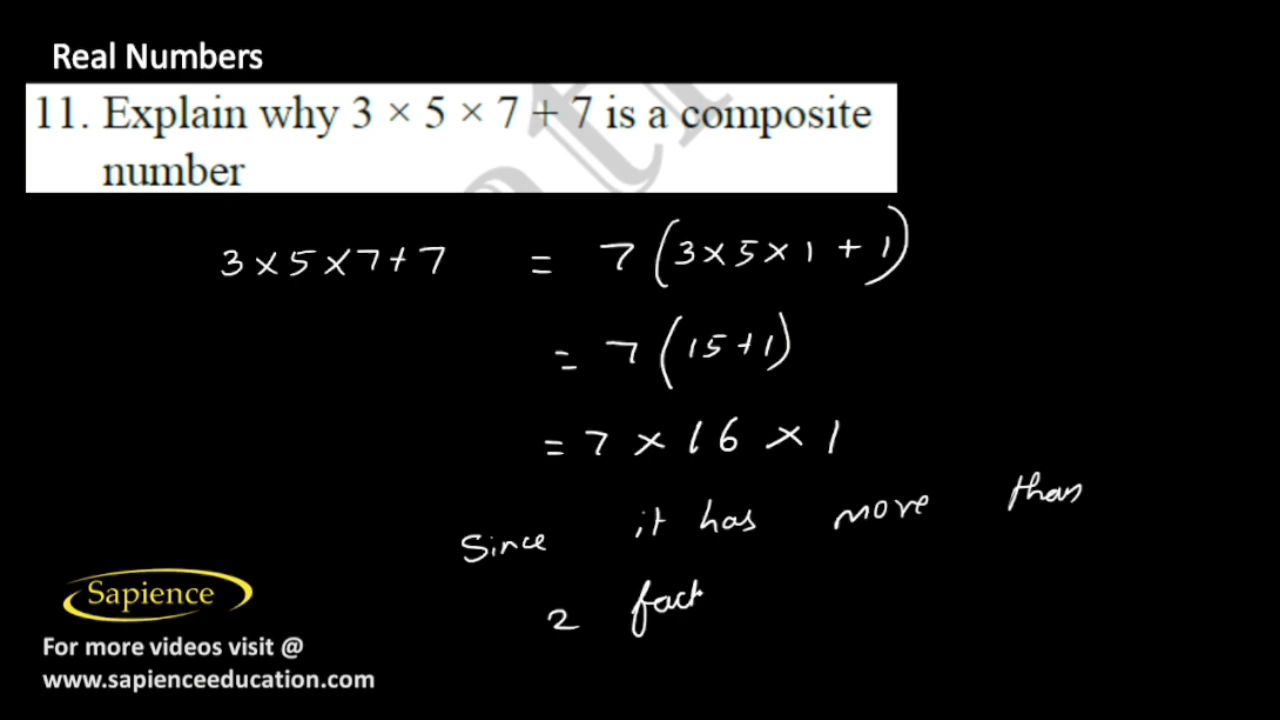 Real Numbers
11. Explain why 3 × 5 × 7 + 7 is a composite
number
3 × 5 × 7 + 7 = 7 (3 × 5 × 1 + 1)
= 7 (15 + 1)
= 7 × 16 × 1
Since it has more than
2 fact
Sapience
For more videos visit @
www.sapienceeducation.com